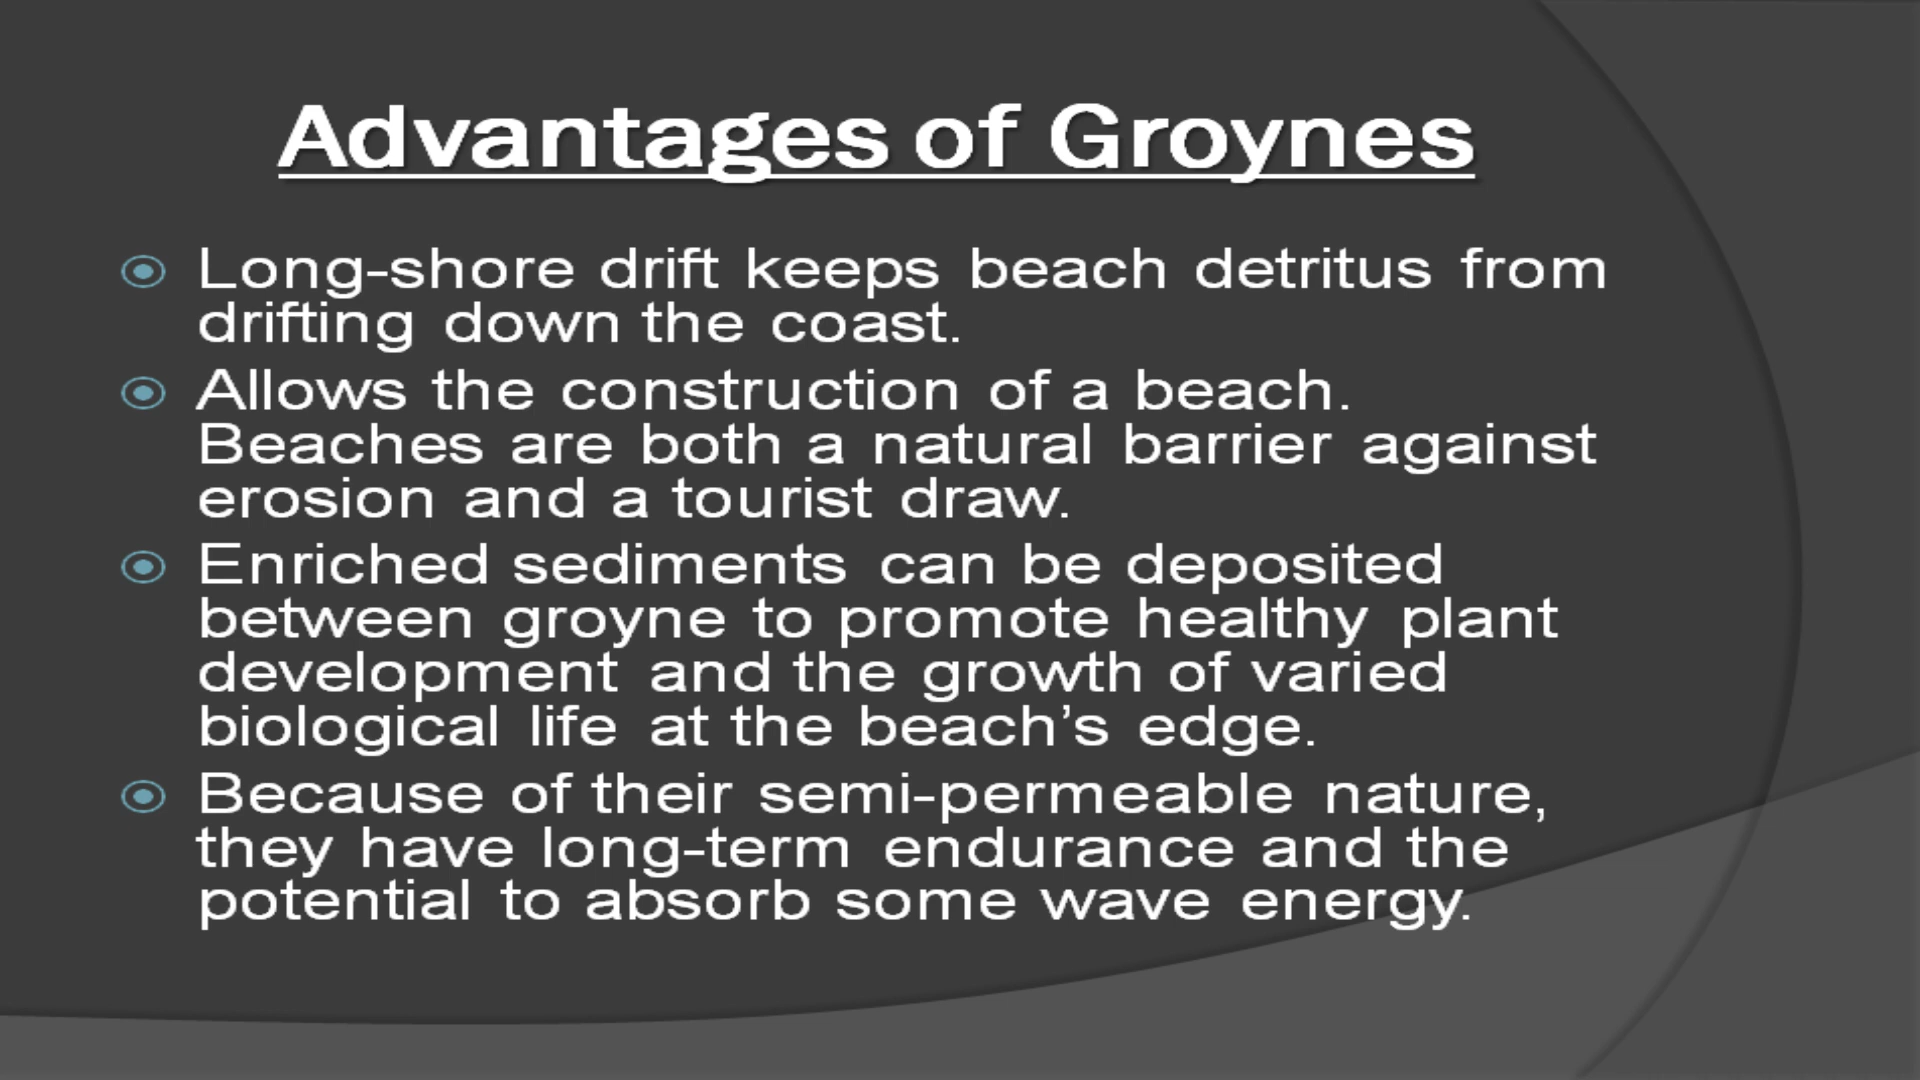 Advantages of Groynes
Long-shore drift keeps beach detritus from
drifting down the coast.
Allows the construction of a beach.
Beaches are both a natural barrier against
erosion and a tourist draw.
Enriched sediments can be deposited
between groyne to promote healthy plant
development and the growth of varied
biological life at the beach’s edge.
Because of their semi-permeable nature,
they have long-term endurance and the
potential to absorb some wave energy.